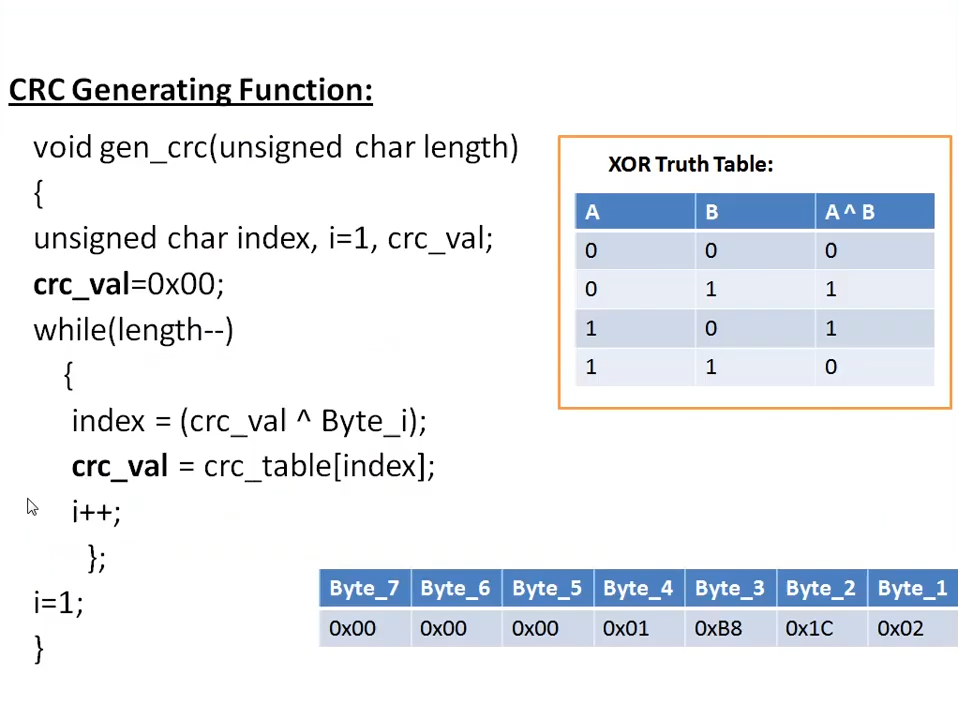 CRC Generating Function:
void gen_crc(unsigned char length)
{
unsigned char index, i=1, crc_val;
crc_val=0x00;
while(length--)
{
index = (crc_val ^ Byte_i);
crc_val = crc_table[index];
i++;
};
i=1;
}
XOR Truth Table:
A B A ^ B
0 0 0
0 1 1
1 0 1
1 1 0
Byte_7 Byte_6 Byte_5 Byte_4 Byte_3 Byte_2 Byte_1
0x00 0x00 0x00 0x01 0xB8 0x1C 0x02